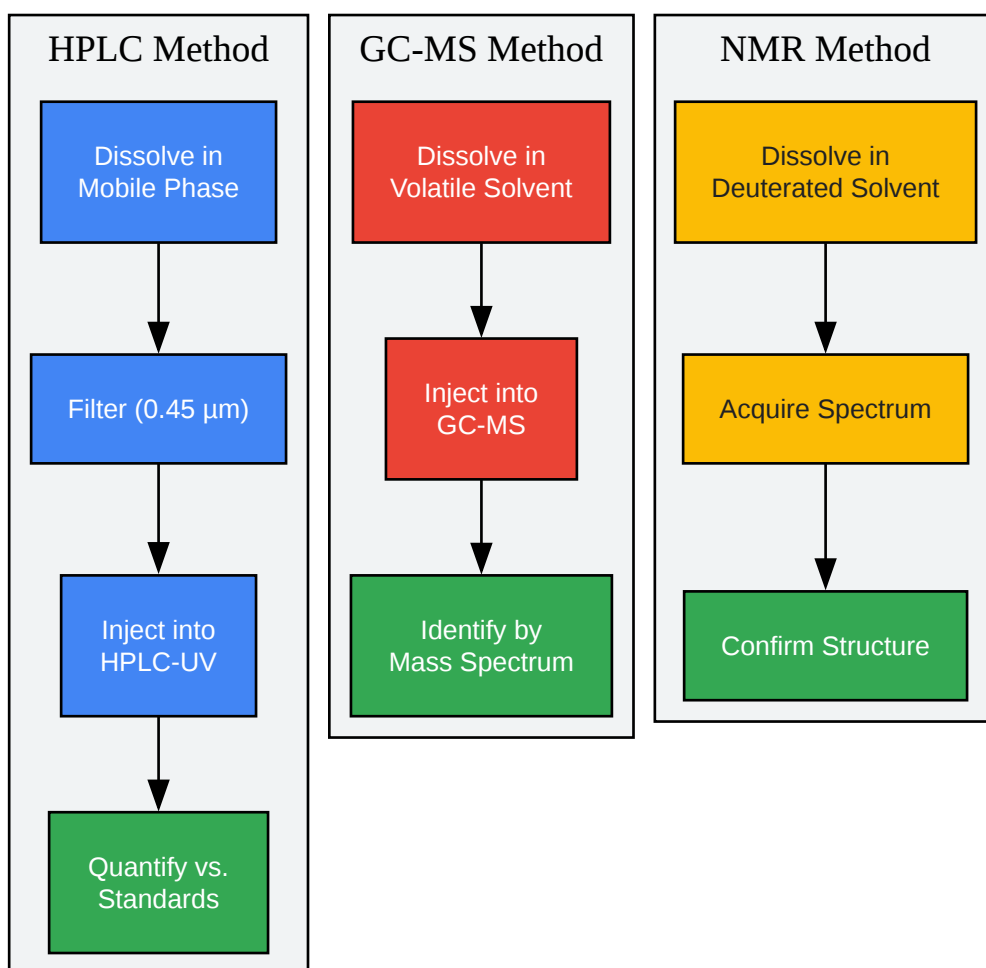 HPLC Method
Dissolve in
Mobile Phase
Filter (0.45 µm)
Inject into
HPLC-UV
Quantify vs.
Standards
GC-MS Method
Dissolve in
Volatile Solvent
Inject into
GC-MS
Identify by
Mass Spectrum
NMR Method
Dissolve in
Deuterated Solvent
Acquire Spectrum
Confirm Structure